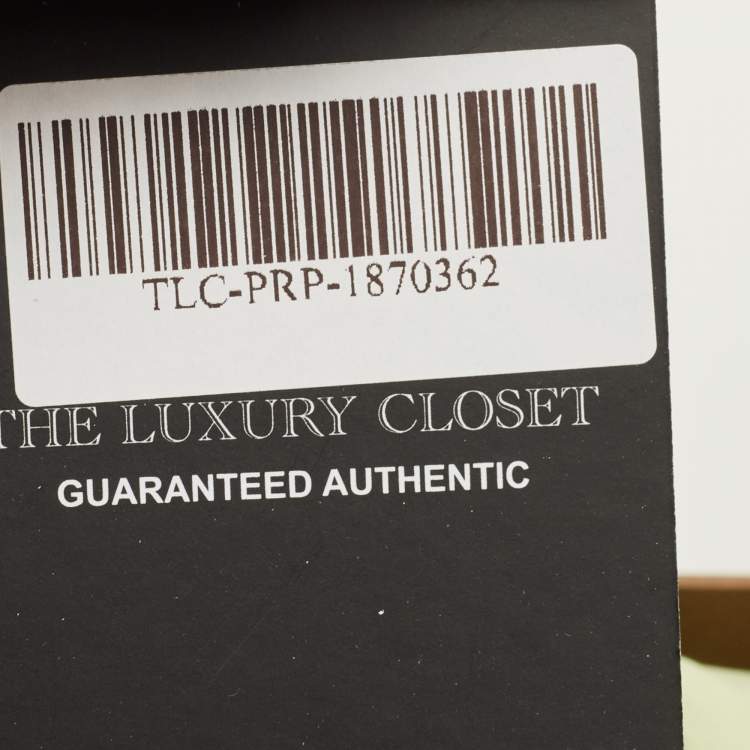 TLC-PRP-1870362
THE LUXURY CLOSET
GUARANTEED AUTHENTIC